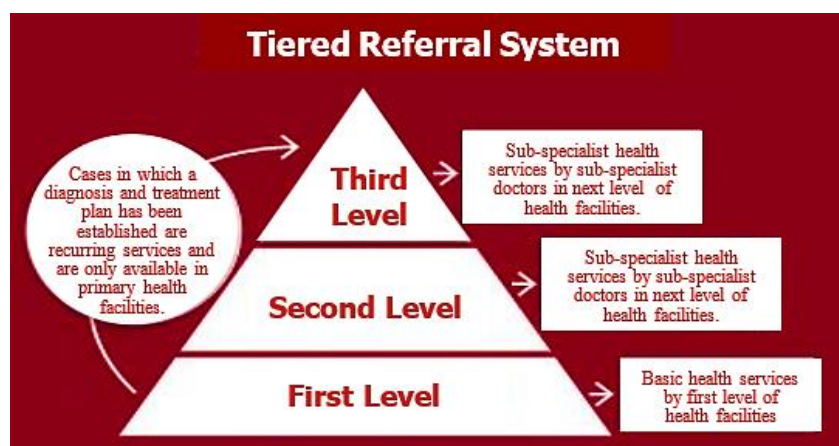 Tiered Referral System
Cases in which a
diagnosis and treatment
plan has been
established are
recurring services and
are only available in
primary health
facilities.
Third
Level
Sub-specialist health
services by sub-specialist
doctors in next level of
health facilities.
Second Level
Sub-specialist health
services by sub-specialist
doctors in next level of
health facilities.
First Level
Basic health services
by first level of
health facilities